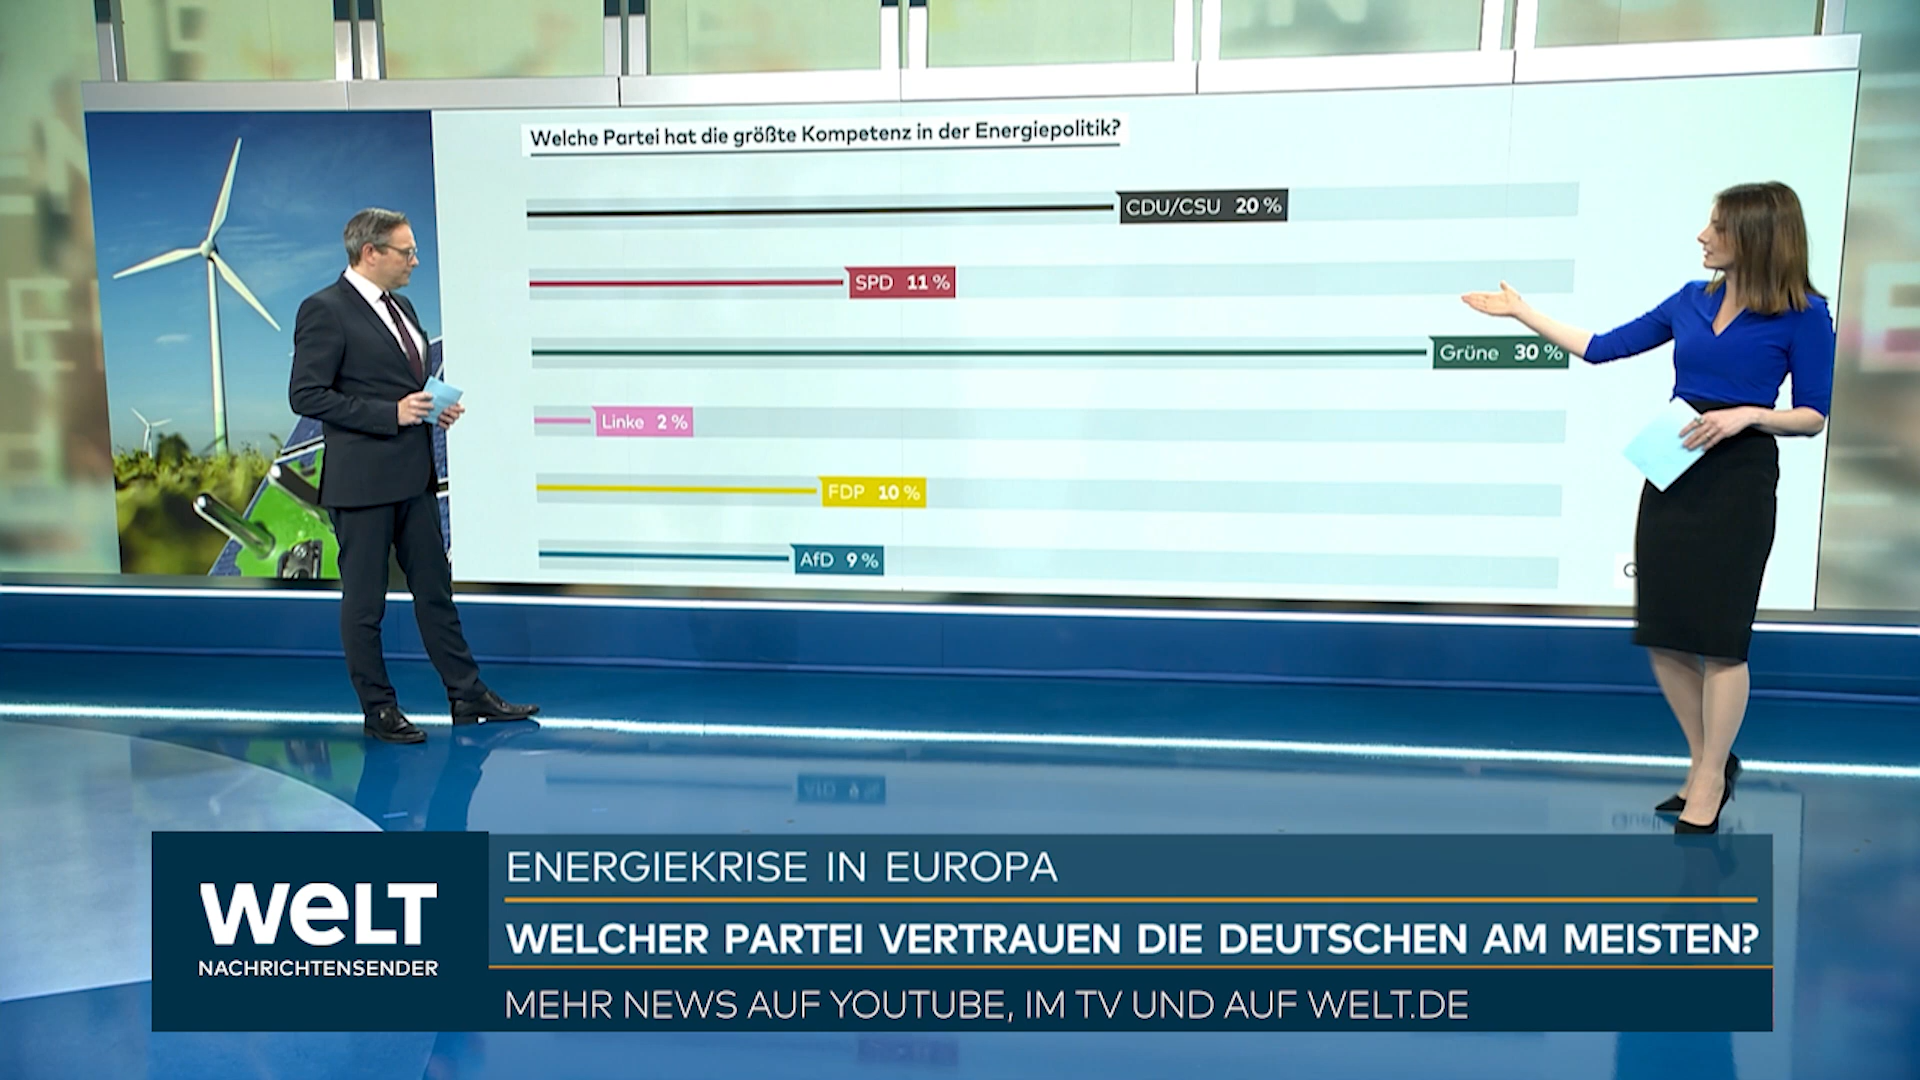 Welche Partei hat die größte Kompetenz in der Energiepolitik?
CDU/CSU 20 %
SPD 11 %
Grüne 30 %
Linke 2 %
FDP 10 %
AfD 9 %
WELT
NACHRICHTENSENDER
ENERGIEKRISE IN EUROPA
WELCHER PARTEI VERTRAUEN DIE DEUTSCHEN AM MEISTEN?
MEHR NEWS AUF YOUTUBE, IM TV UND AUF WELT.DE